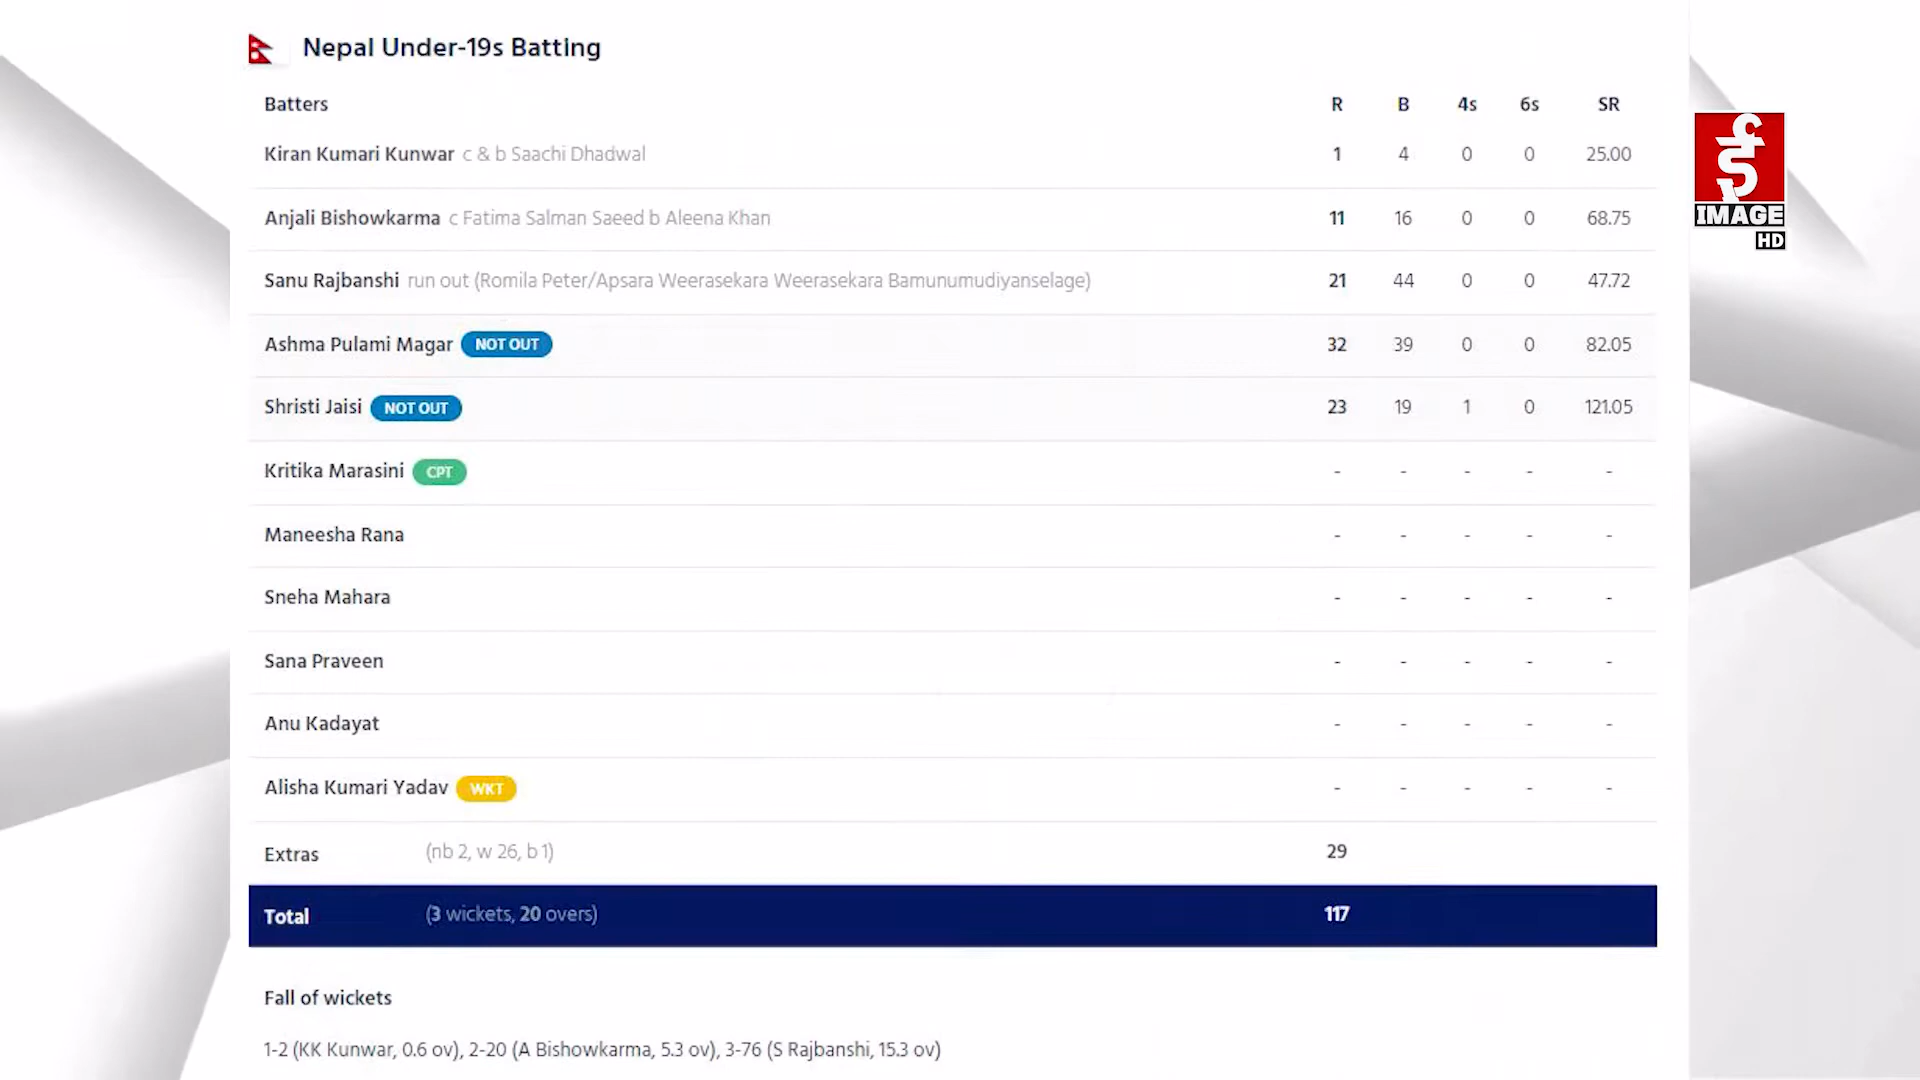 Nepal Under-19s Batting
Batters R B 4s 6s SR
Kiran Kumari Kunwar c & b Saachi Dhadwal 1 4 0 0 25.00
Anjali Bishowkarma c Fatima Salman Saeed b Aleena Khan 11 16 0 0 68.75
Sanu Rajbanshi run out (Romila Peter/Apsara Weerasekara Weerasekara Bamunumudiyanselage) 21 44 0 0 47.72
Ashma Pulami Magar NOT OUT 32 39 0 0 82.05
Shristi Jaisi NOT OUT 23 19 1 0 121.05
Kritika Marasini CPT - - - - -
Maneesha Rana - - - - -
Sneha Mahara - - - - -
Sana Praveen - - - - -
Anu Kadayat - - - - -
Alisha Kumari Yadav WKT - - - - -
Extras (nb 2, w 26, b 1) 29
Total (3 wickets, 20 overs) 117
Fall of wickets
1-2 (KK Kunwar, 0.6 ov), 2-20 (A Bishowkarma, 5.3 ov), 3-76 (S Rajbanshi, 15.3 ov)
IMAGE
HD